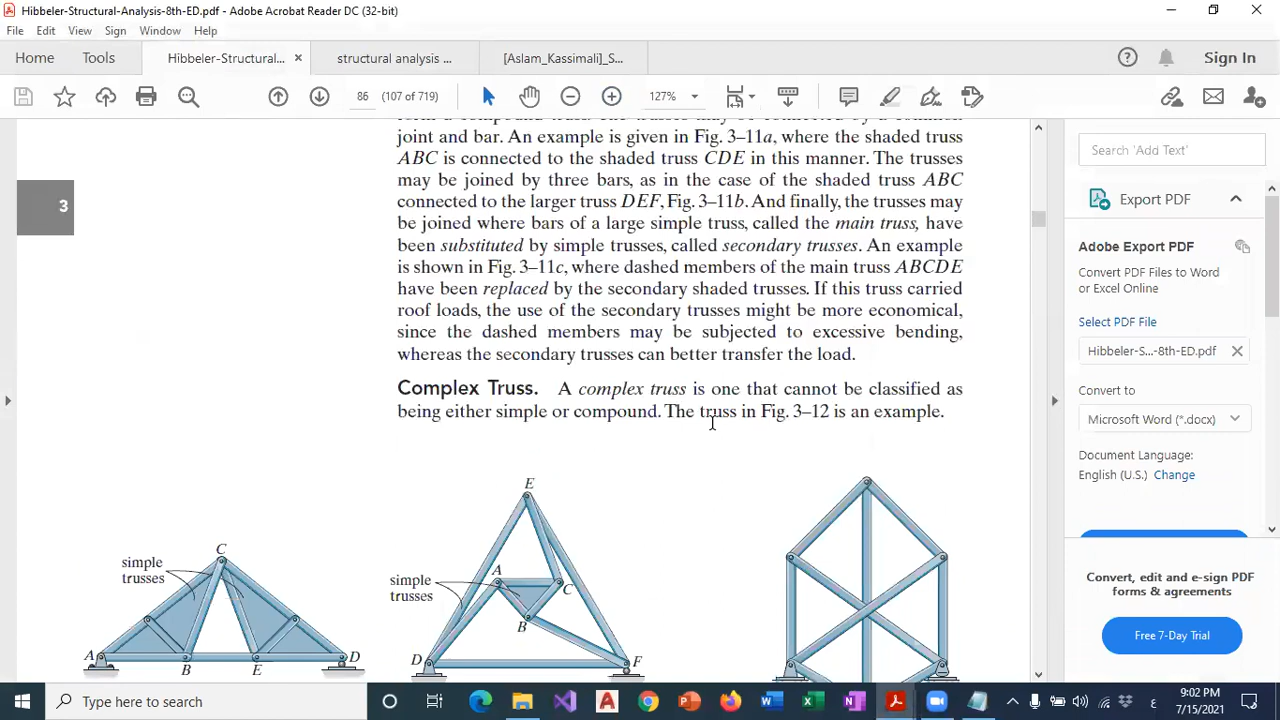 Hibbeler-Structural-Analysis-8th-ED.pdf - Adobe Acrobat Reader DC (32-bit)
File Edit View Sign Window Help
Home Tools Hibbeler-Structural... × structural analysis ... [Aslam_Kassimali]_S...
Sign In
86 (107 of 719) 127%
joint and bar. An example is given in Fig. 3–11a, where the shaded truss
ABC is connected to the shaded truss CDE in this manner. The trusses
may be joined by three bars, as in the case of the shaded truss ABC
connected to the larger truss DEF, Fig. 3–11b. And finally, the trusses may
be joined where bars of a large simple truss, called the main truss, have
been substituted by simple trusses, called secondary trusses. An example
is shown in Fig. 3–11c, where dashed members of the main truss ABCDE
have been replaced by the secondary shaded trusses. If this truss carried
roof loads, the use of the secondary trusses might be more economical,
since the dashed members may be subjected to excessive bending,
whereas the secondary trusses can better transfer the load.
Complex Truss. A complex truss is one that cannot be classified as
being either simple or compound. The truss in Fig. 3–12 is an example.
3
C
simple
trusses
A
B
E
D
E
A
simple
trusses
C
B
D
F
Search 'Add Text'
Export PDF
Adobe Export PDF
Convert PDF Files to Word
or Excel Online
Select PDF File
Hibbeler-S...-8th-ED.pdf
Convert to
Microsoft Word (*.docx)
Document Language:
English (U.S.) Change
Convert, edit and e-sign PDF
forms & agreements
Free 7-Day Trial
Type here to search
ع
9:02 PM
7/15/2021